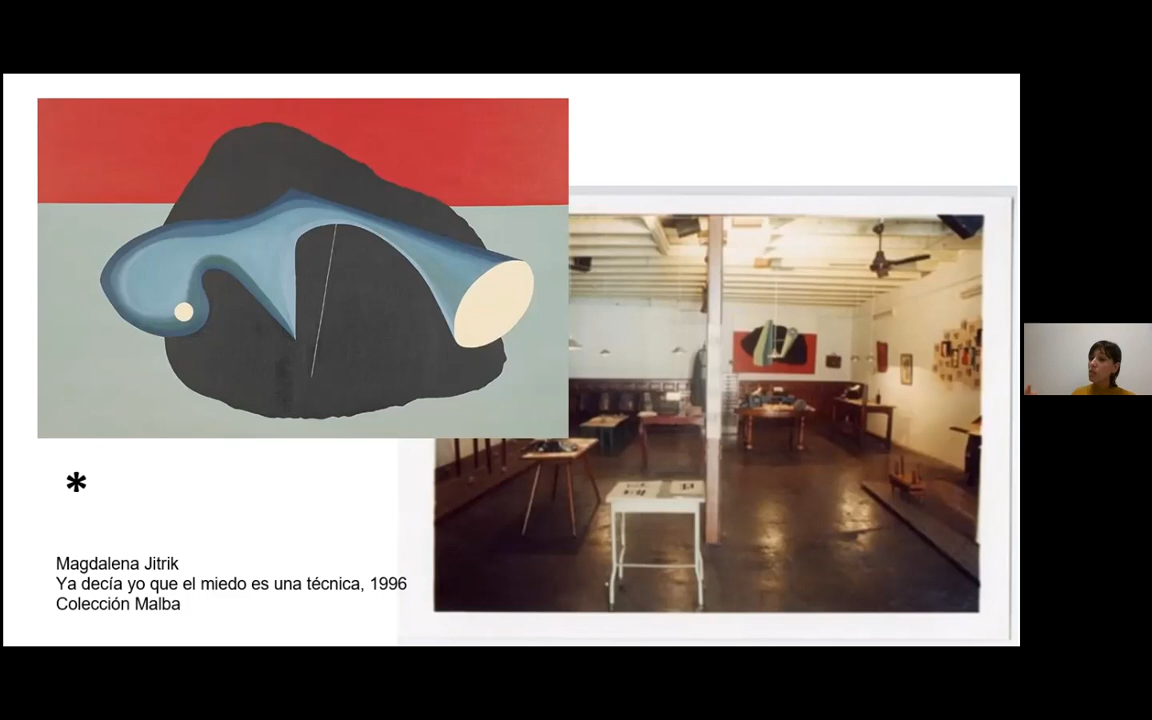 *
Magdalena Jitrik
Ya decía yo que el miedo es una técnica, 1996
Colección Malba